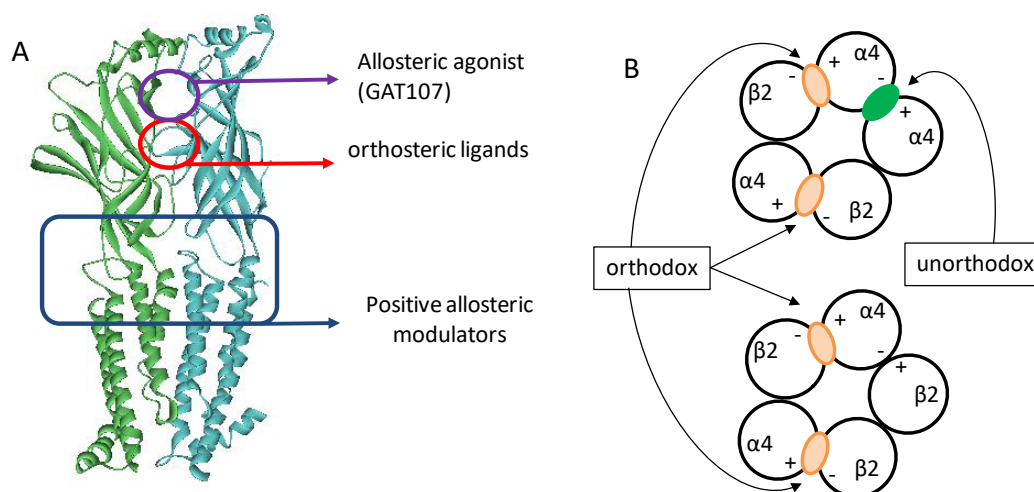 A
Allosteric agonist
(GAT107)
orthosteric ligands
Positive allosteric
modulators
B
α4
+
-
-
β2
+
α4
α4
+
-
β2
orthodox
unorthodox
α4
+
-
β2
-
+
β2
α4
+
-
β2